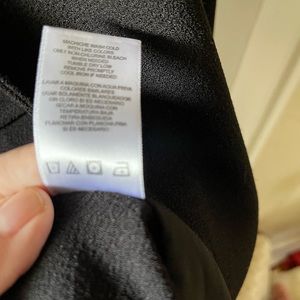 MACHINE WASH COLD
WITH LIKE COLORS
ONLY NON-CHLORINE BLEACH
WHEN NEEDED
TUMBLE DRY LOW
REMOVE PROMPTLY
COOL IRON IF NEEDED
LAVAR A MAQUINA CON AGUA FRIA
COLORES SIMILARES
USAR SOLAMENTE BLANQUEADOR
SIN CLORO SI ES NECESARIO
SECAR A MAQUINA CON
TEMPERATURA BAJA
RETIRAR ENSEGUIDA
PLANCHAR CON PLANCHA FRIA
SI ES NECESARIO